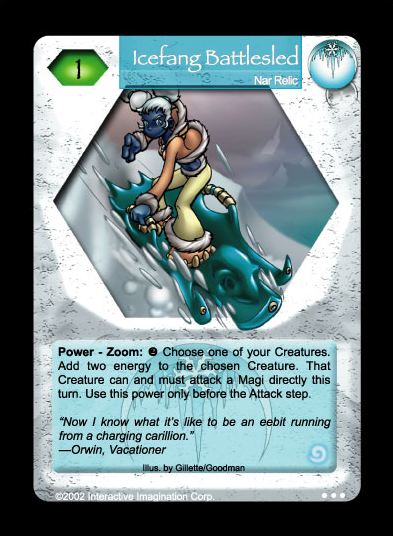 1
Icefang Battlesled
Nar Relic
Power - Zoom: ❷ Choose one of your Creatures.
Add two energy to the chosen Creature. That
Creature can and must attack a Magi directly this
turn. Use this power only before the Attack step.
“Now I know what it’s like to be an eebit running
from a charging carillion.”
—Orwin, Vacationer
Illus. by Gillette/Goodman
©2002 Interactive Imagination Corp.